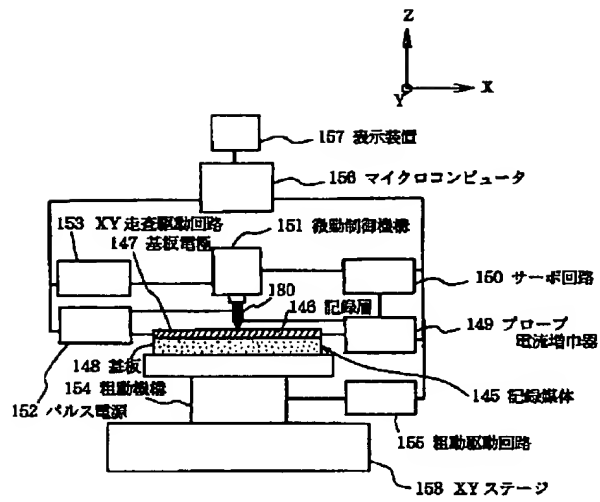 Z
Y
X
157 表示装置
156 マイクロコンピュータ
153 XY 走査駆動回路
147 基板電極
151 微動制御機構
150 サーボ回路
180
146 記録層
149 プローブ
電流増巾器
148 基板
154 粗動機構
152 パルス電源
145 記録媒体
155 粗動駆動回路
158 XY ステージ